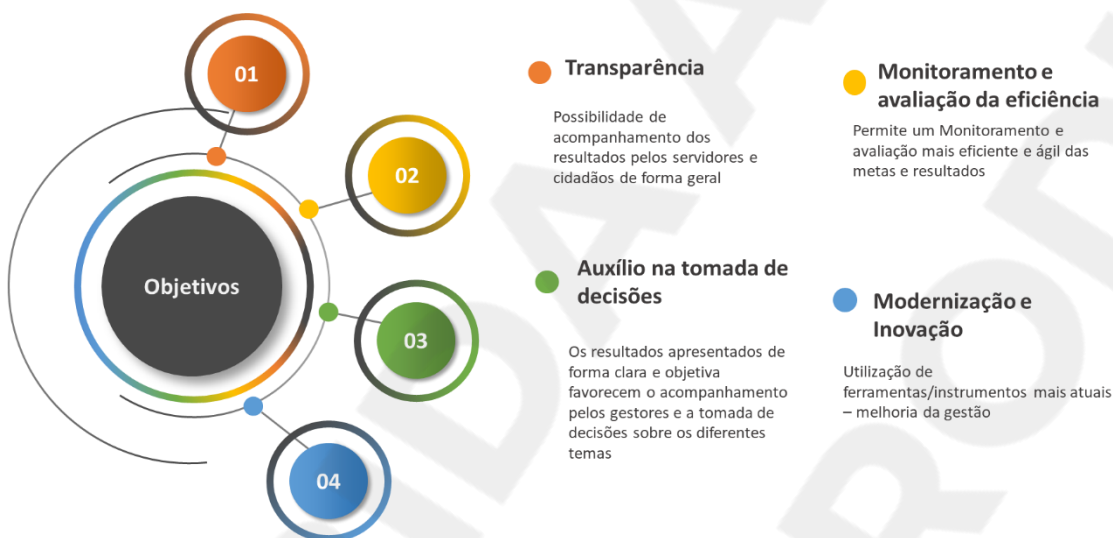 01
02
Objetivos
03
04
Transparência
Possibilidade de
acompanhamento dos
resultados pelos servidores e
cidadãos de forma geral
Monitoramento e
avaliação da eficiência
Permite um Monitoramento e
avaliação mais eficiente e ágil das
metas e resultados
Auxílio na tomada de
decisões
Os resultados apresentados de
forma clara e objetiva
favorecem o acompanhamento
pelos gestores e a tomada de
decisões sobre os diferentes
temas
Modernização e
Inovação
Utilização de
ferramentas/instrumentos mais atuais
– melhoria da gestão